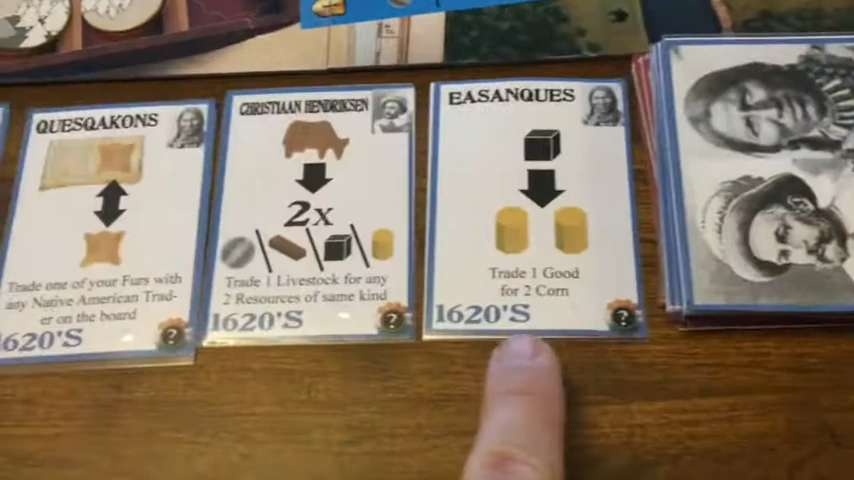 QUESQAKONS
Trade one of your Furs with
any Native American Trad-
er on the board
1620'S
?
CHRISTIAAN HENDRIKSEN
2X
Trade 1 Livestock for any
2 Resources of same kind
1620'S
?
EASANQUES
Trade 1 Good
for 2 Corn
1620'S
?